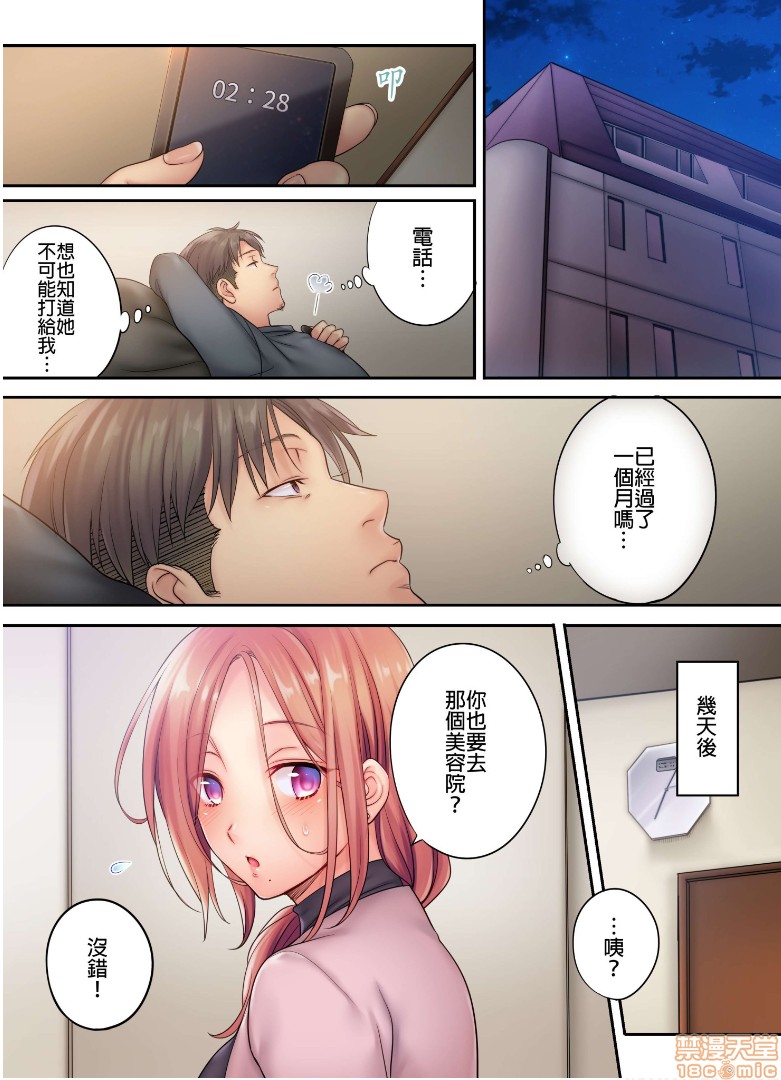 02:28
叩
電話…
想也知道她
不可能打給我…
已經過了
一個月嗎…
幾天後
…咦？
你也要去
那個美容院？
沒錯！
禁漫天堂
18comic